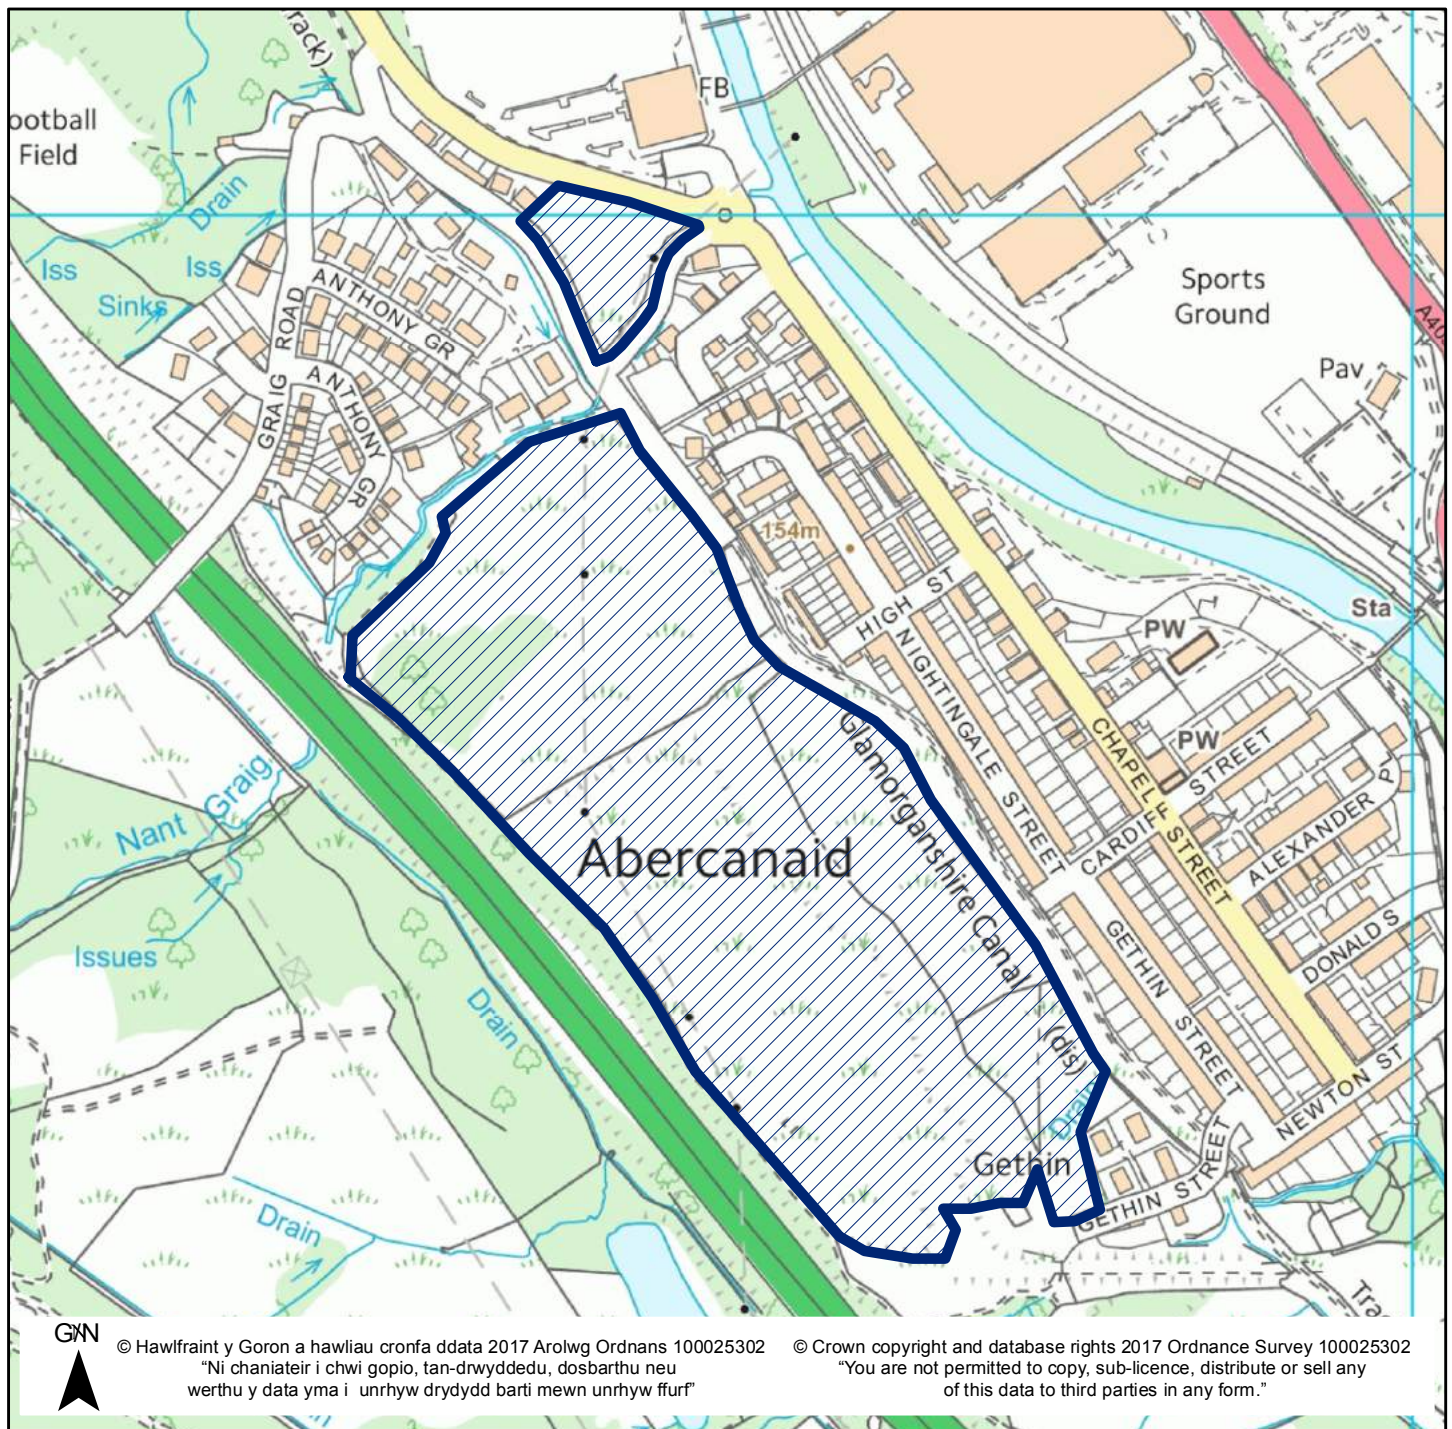 rack)
FB
ootball
Field
Drain
Iss
Iss
Sinks
ANTHONY GR
GRAIG ROAD
ANTHONY GR
Sports
Ground
A40
Pav
154m
HIGH ST
Sta
PW
NIGHTINGALE STREET
PW
CHAPEL STREET
CARDIFF STREET
ALEXANDER PL
Nant Graig
Abercanaid
Glamorganshire Canal
(dis)
Issues
Drain
GETHIN STREET
DONALD S
NEWTON ST
Drain
Gethin
GETHIN STREET
Drain
Tra
GN
© Hawlfraint y Goron a hawliau cronfa ddata 2017 Arolwg Ordnans 100025302
“Ni chaniateir i chwi gopio, tan-drwyddedu, dosbarthu neu
werthu y data yma i unrhyw drydydd barti mewn unrhyw ffurf”
© Crown copyright and database rights 2017 Ordnance Survey 100025302
“You are not permitted to copy, sub-licence, distribute or sell any
of this data to third parties in any form.”